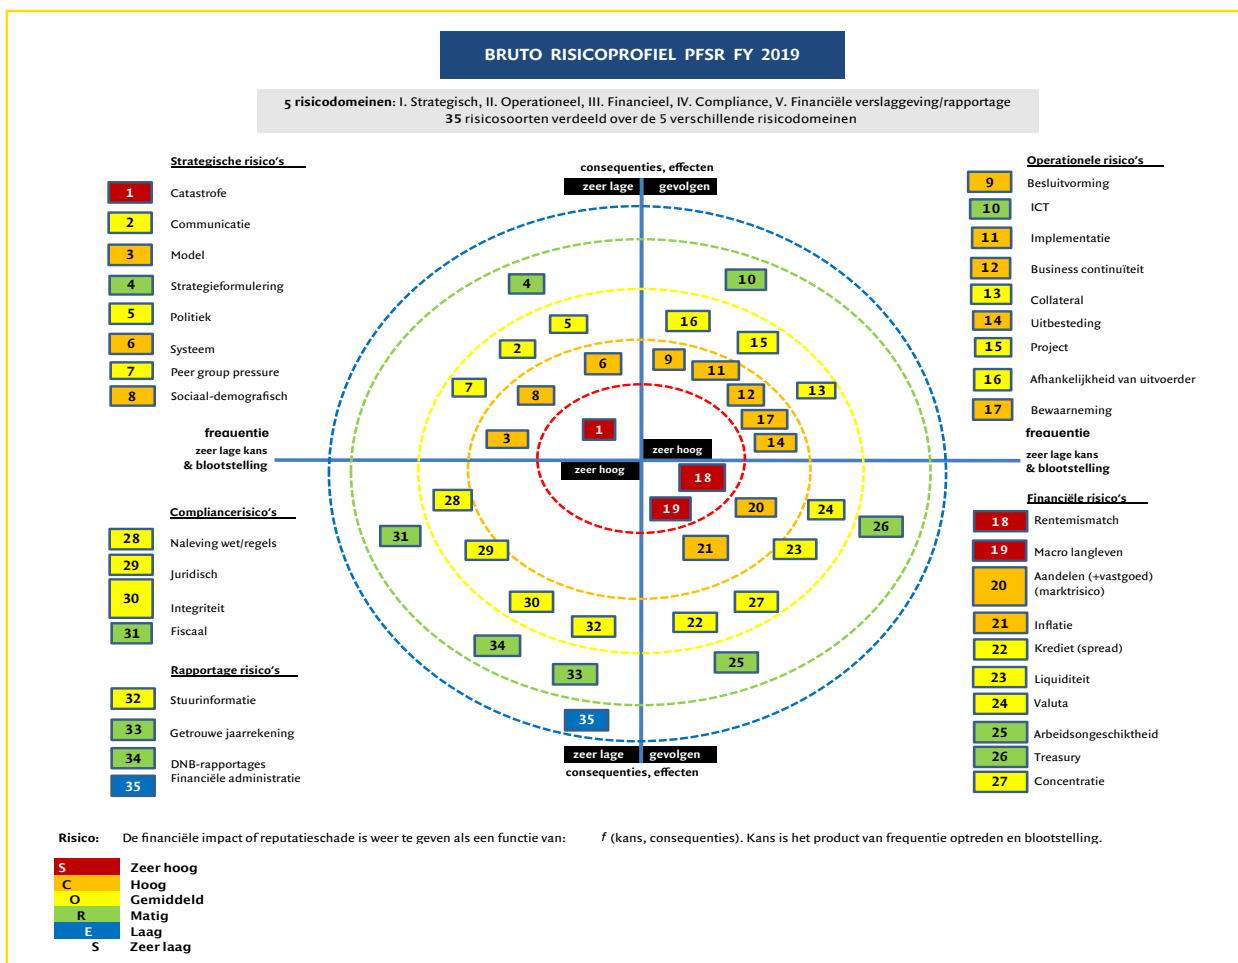 BRUTO RISICOPROFIEL PFSR FY 2019
5 risicodomeinen: I. Strategisch, II. Operationeel, III. Financieel, IV. Compliance, V. Financiële verslaggeving/rapportage
35 risicosoorten verdeeld over de 5 verschillende risicodomeinen
Strategische risico's
1 Catastrofe
2 Communicatie
3 Model
4 Strategieformulering
5 Politiek
6 Systeem
7 Peer group pressure
8 Sociaal-demografisch
frequentie
zeer lage kans
& blootstelling
Compliancerisico's
28 Naleving wet/regels
29 Juridisch
30 Integriteit
31 Fiscaal
Rapportage risico's
32 Stuurinformatie
33 Getrouwe jaarrekening
34 DNB-rapportages
35 Financiële administratie
consequenties, effecten
zeer lage gevolgen
4
10
5
16
2
15
6
9
11
7
8
12
13
17
1
3
14
zeer hoog
zeer hoog
18
28
19
20
24
26
31
29
21
23
30
27
32
22
34
33
25
35
zeer lage gevolgen
consequenties, effecten
Operationele risico's
9 Besluitvorming
10 ICT
11 Implementatie
12 Business continuïteit
13 Collateral
14 Uitbesteding
15 Project
16 Afhankelijkheid van uitvoerder
17 Bewaarneming
frequentie
zeer lage kans
& blootstelling
Financiële risico's
18 Rentemismatch
19 Macro langleven
20 Aandelen (+vastgoed)
(marktrisico)
21 Inflatie
22 Krediet (spread)
23 Liquiditeit
24 Valuta
25 Arbeidsongeschiktheid
26 Treasury
27 Concentratie
Risico: De financiële impact of reputatieschade is weer te geven als een functie van: f (kans, consequenties). Kans is het product van frequentie optreden en blootstelling.
S Zeer hoog
C Hoog
O Gemiddeld
R Matig
E Laag
S Zeer laag